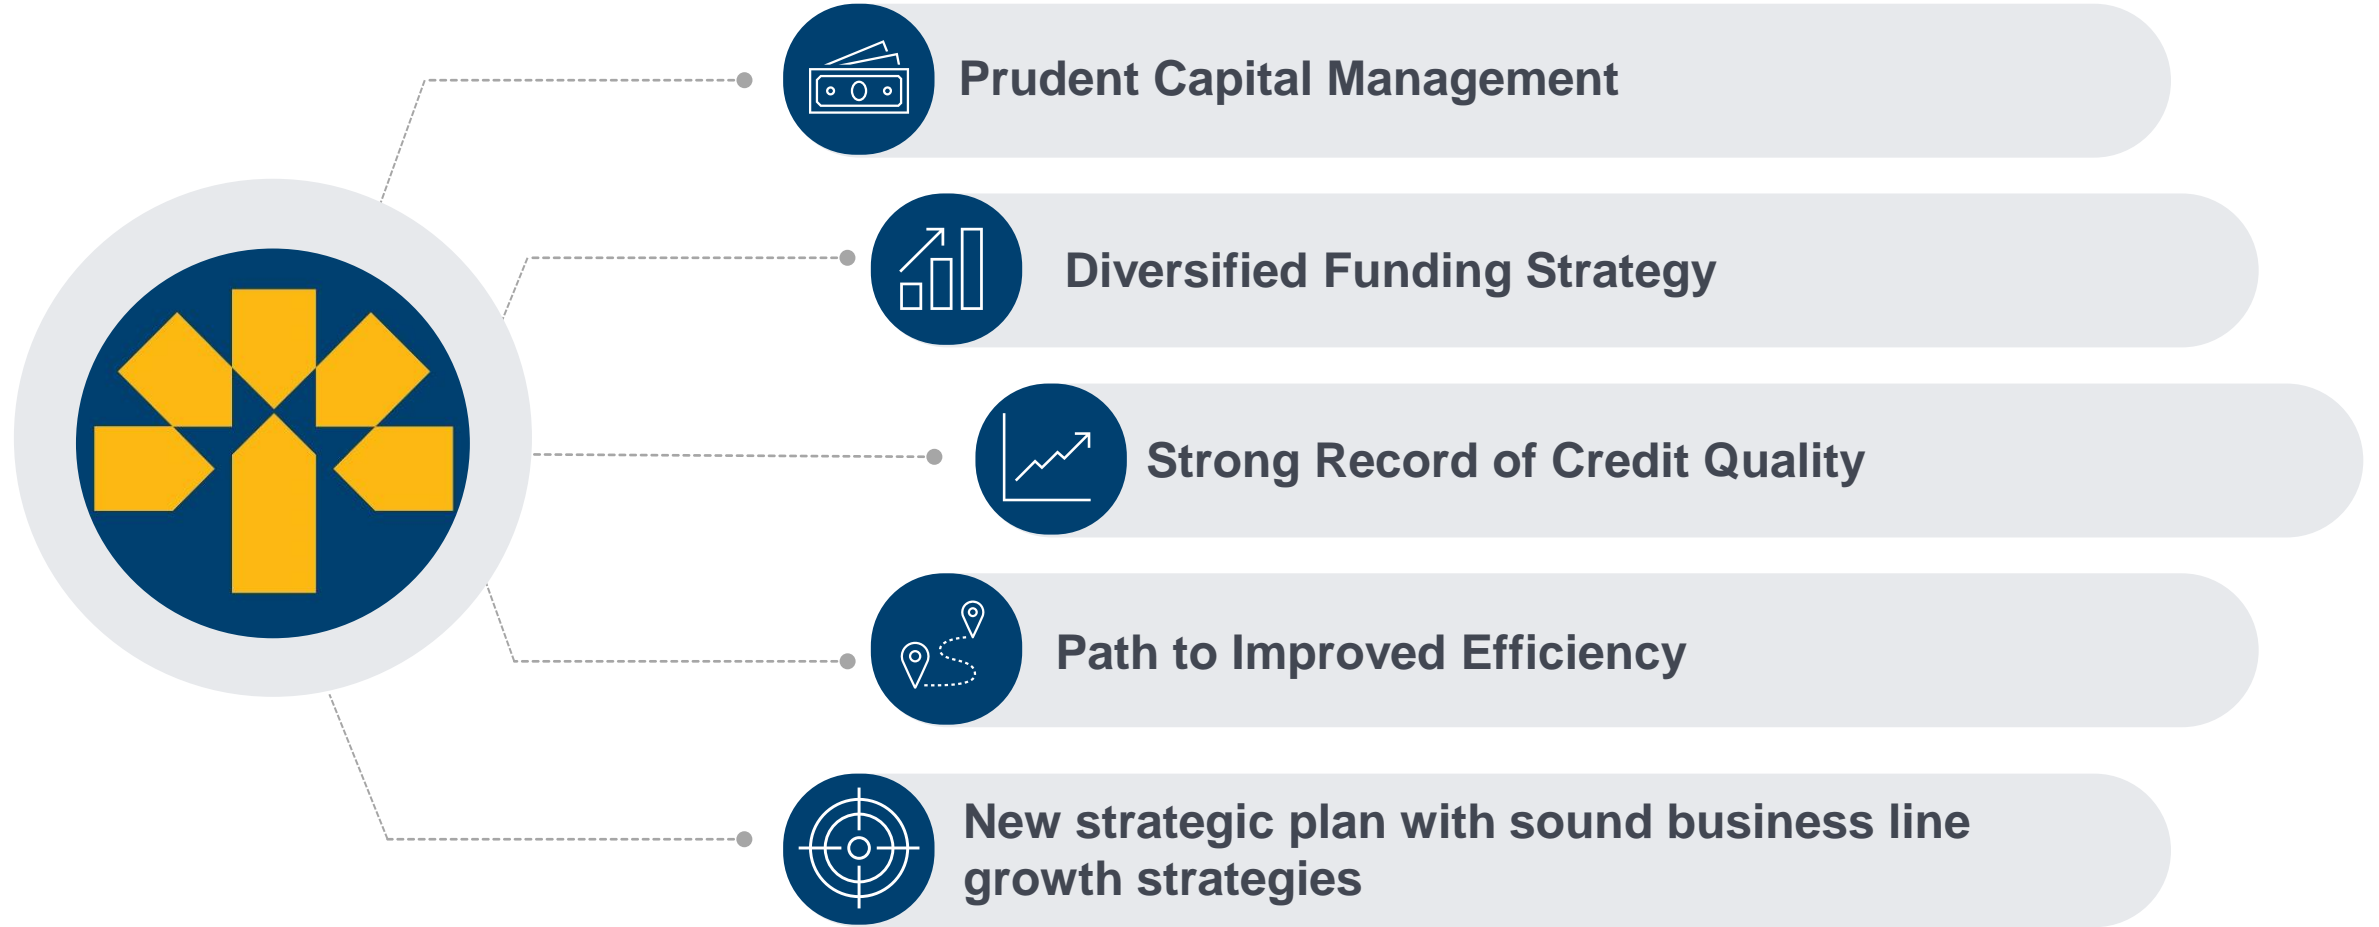 Prudent Capital Management
Diversified Funding Strategy
Strong Record of Credit Quality
Path to Improved Efficiency
New strategic plan with sound business line
growth strategies